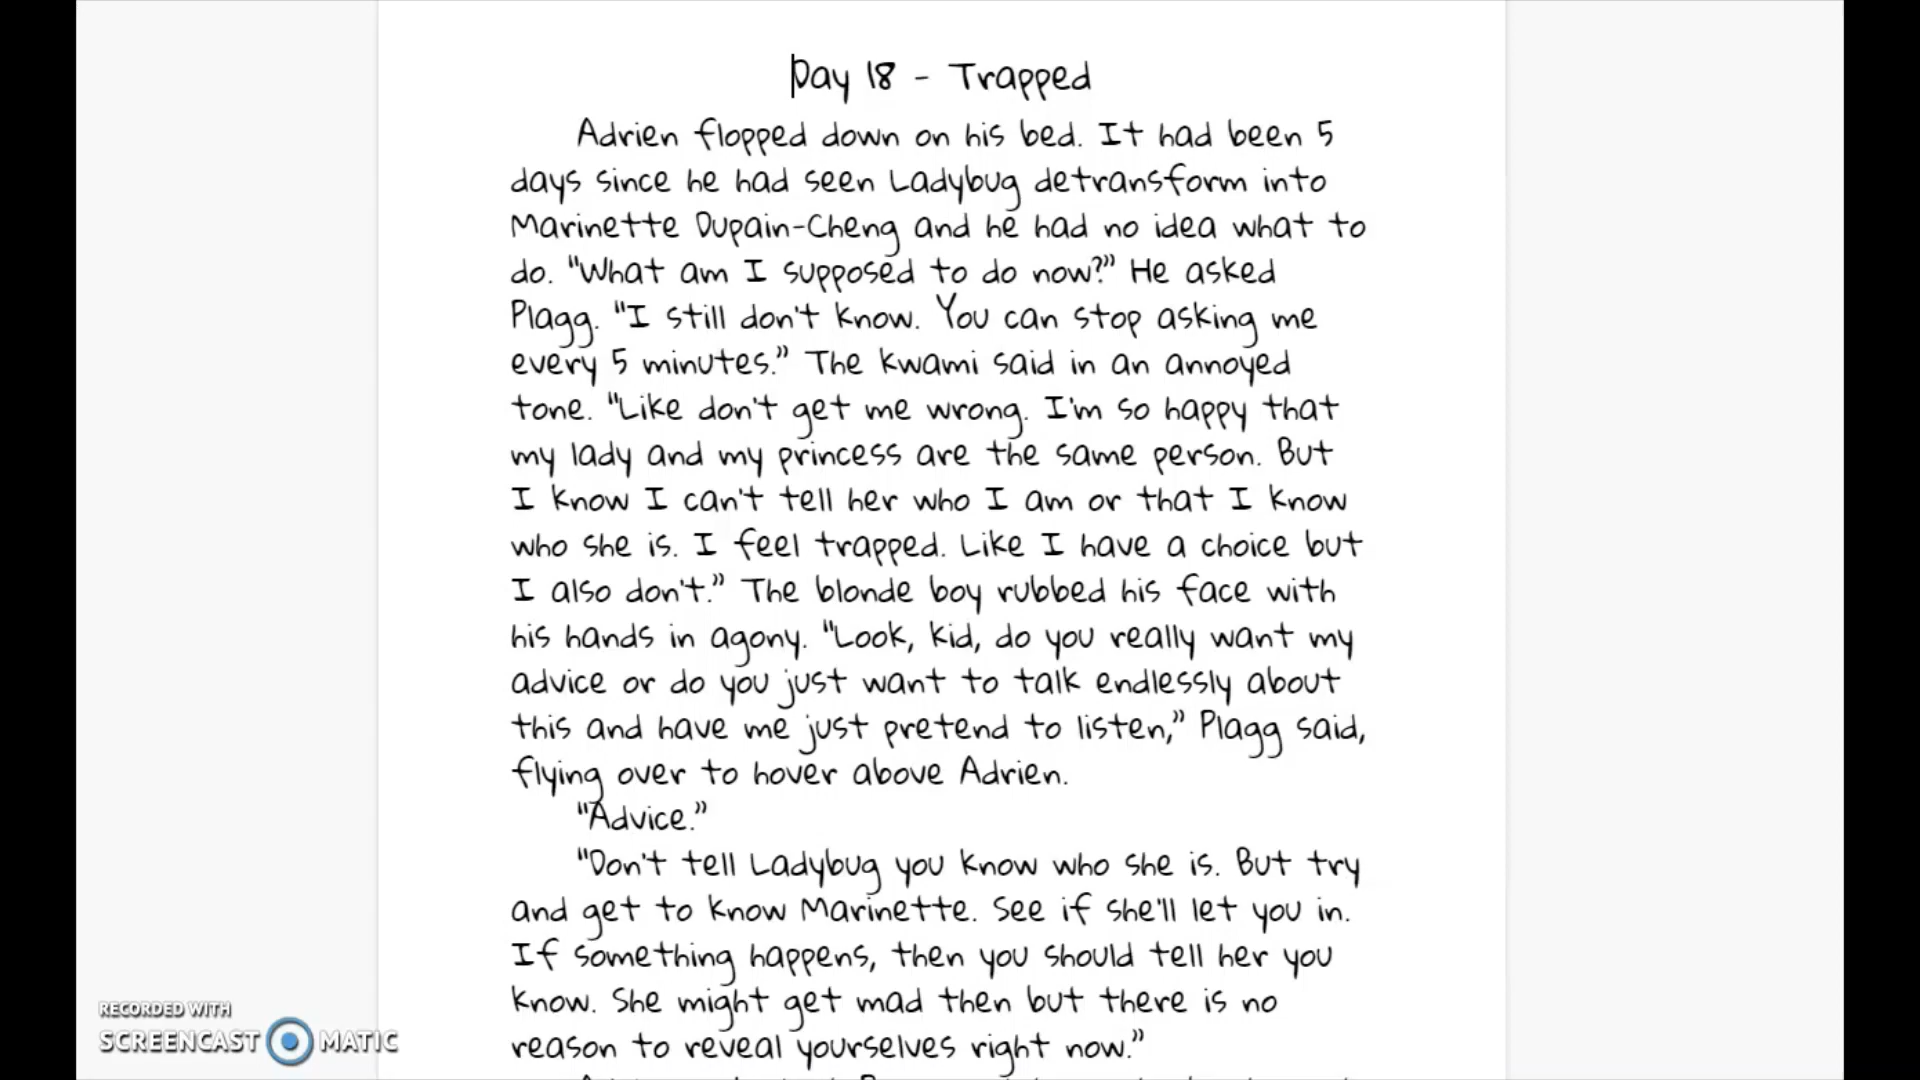 Day 18 - Trapped
Adrien flopped down on his bed. It had been 5
days since he had seen Ladybug detransform into
Marinette Dupain-Cheng and he had no idea what to
do. "What am I supposed to do now?" He asked
Plagg. "I still don't know. You can stop asking me
every 5 minutes." The kwami said in an annoyed
tone. "Like don't get me wrong. I'm so happy that
my lady and my princess are the same person. But
I know I can't tell her who I am or that I know
who she is. I feel trapped. Like I have a choice but
I also don't." The blonde boy rubbed his face with
his hands in agony. "Look, kid, do you really want my
advice or do you just want to talk endlessly about
this and have me just pretend to listen," Plagg said,
flying over to hover above Adrien.
"Advice."
"Don't tell Ladybug you know who she is. But try
and get to know Marinette. See if she'll let you in.
If something happens, then you should tell her you
know. She might get mad then but there is no
reason to reveal yourselves right now."
RECORDED WITH
SCREENCAST MATIC